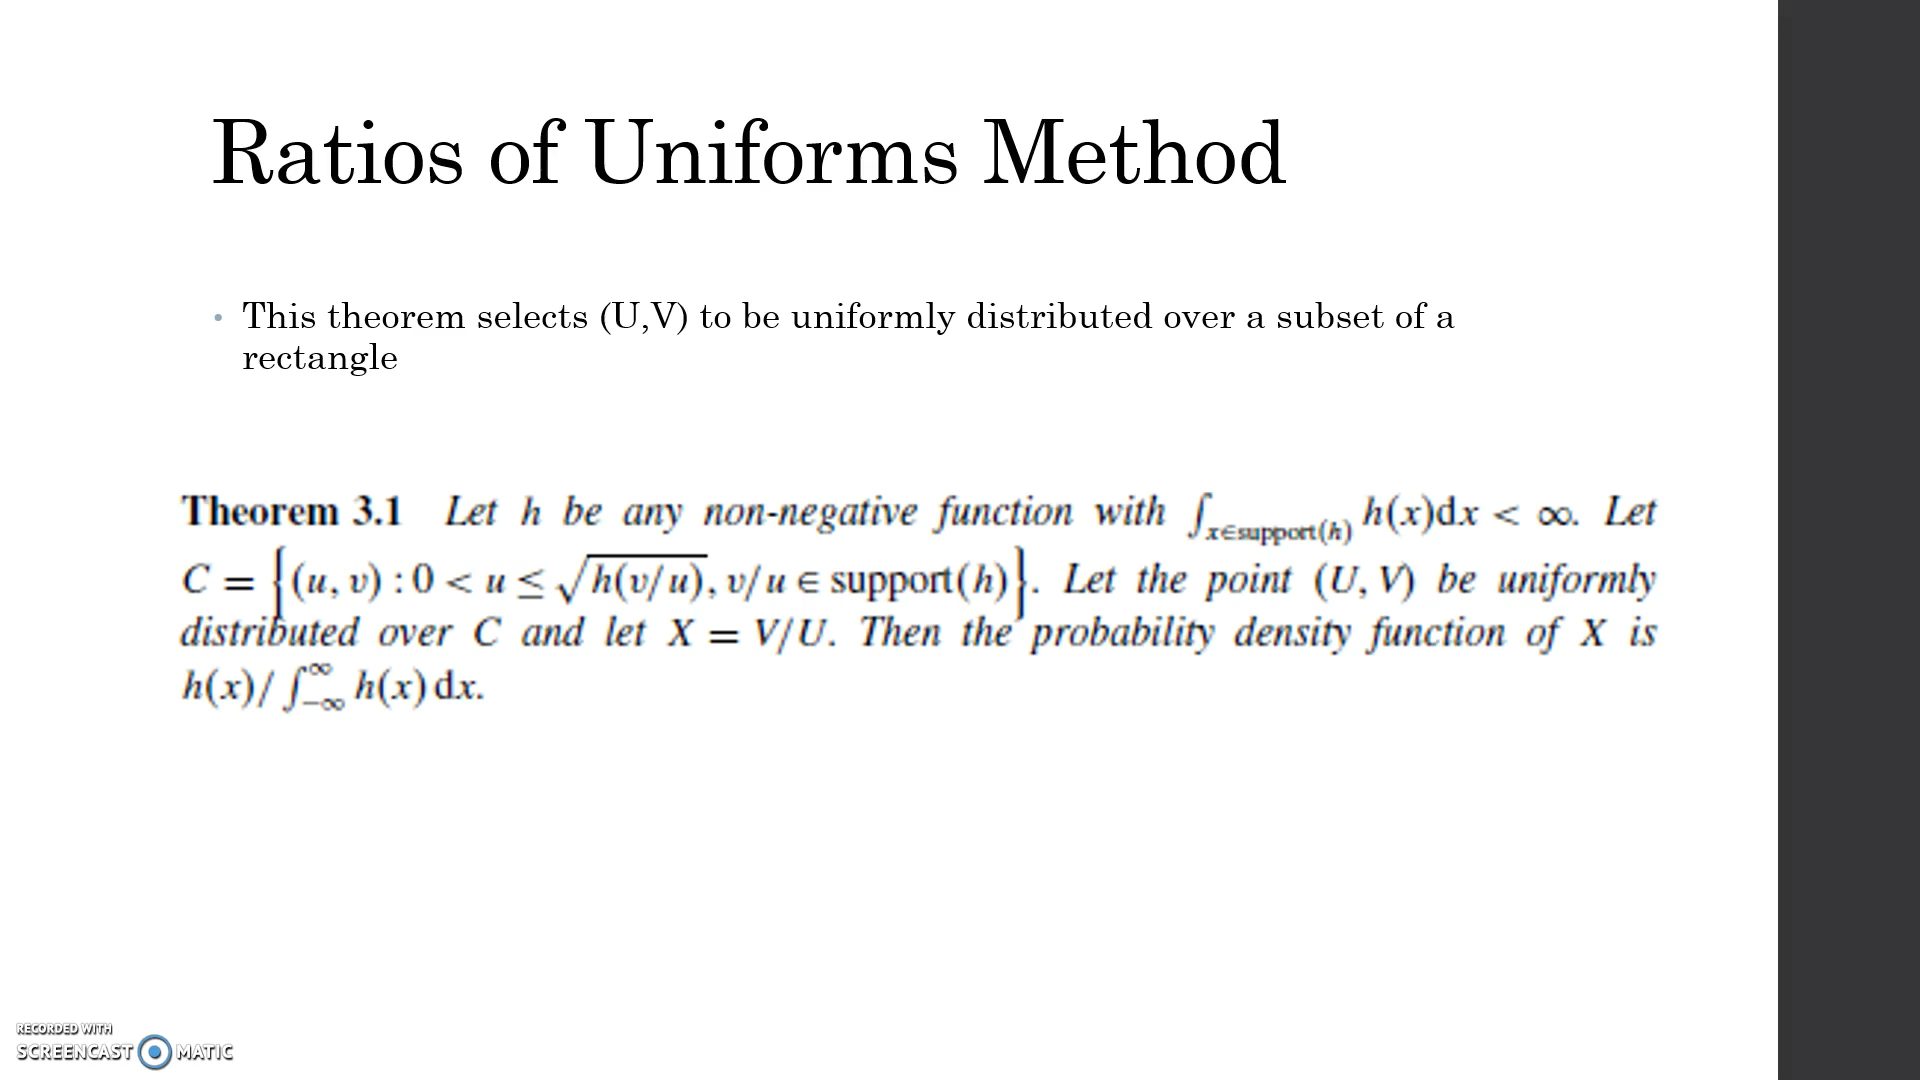 Ratios of Uniforms Method
• This theorem selects (U,V) to be uniformly distributed over a subset of a
rectangle
Theorem 3.1 Let h be any non-negative function with ∫_{x∈support(h)} h(x)dx < ∞. Let
C = {(u, v) : 0 < u ≤ √h(v/u), v/u ∈ support(h)}. Let the point (U, V) be uniformly
distributed over C and let X = V/U. Then the probability density function of X is
h(x)/ ∫_{-∞}^{∞} h(x) dx.
RECORDED WITH
SCREENCAST MATIC